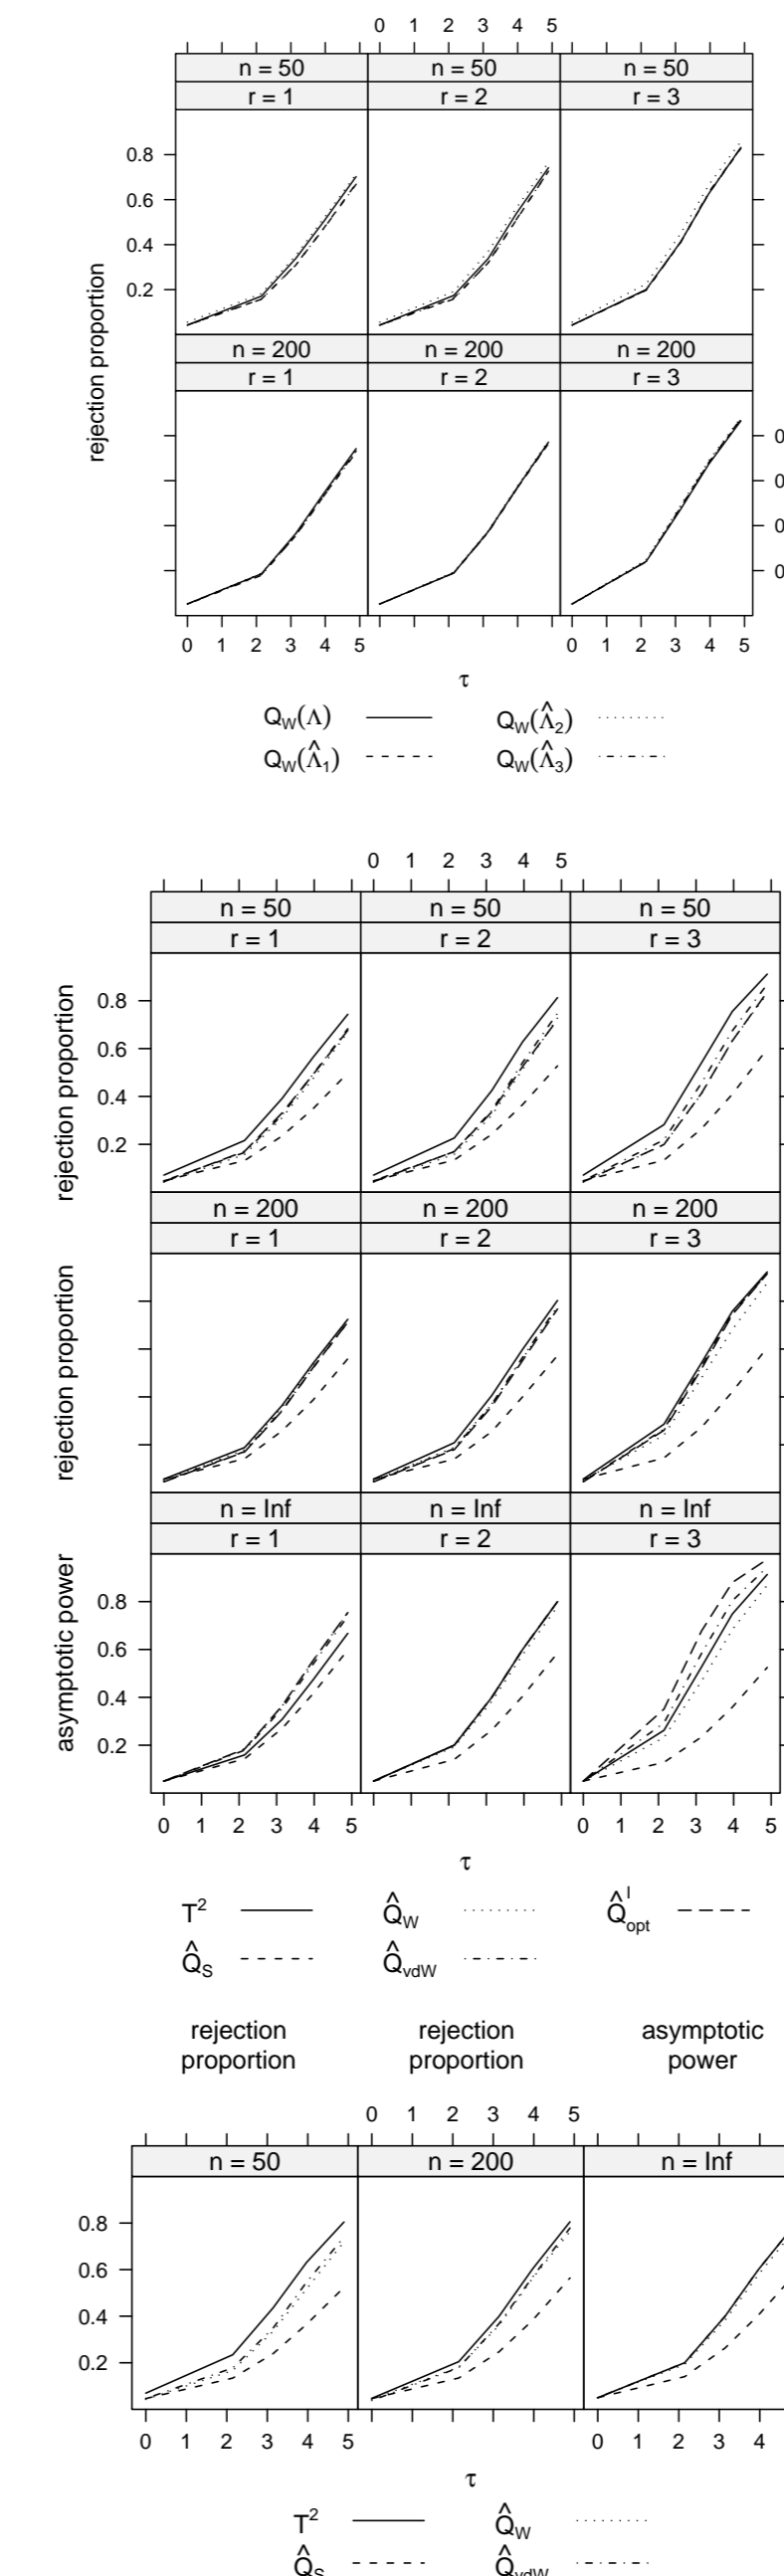 0 1 2 3 4 5
n = 50 n = 50 n = 50
r = 1 r = 2 r = 3
rejection proportion
0.8
0.6
0.4
0.2
n = 200 n = 200 n = 200
r = 1 r = 2 r = 3
0
0
0
0
0 1 2 3 4 5 0 1 2 3 4 5
τ
Q_W(Λ) Q_W(Λ̂_2)
Q_W(Λ̂_1) Q_W(Λ̂_3)
0 1 2 3 4 5
n = 50 n = 50 n = 50
r = 1 r = 2 r = 3
rejection proportion
0.8
0.6
0.4
0.2
n = 200 n = 200 n = 200
r = 1 r = 2 r = 3
rejection proportion
n = Inf n = Inf n = Inf
r = 1 r = 2 r = 3
asymptotic power
0.8
0.6
0.4
0.2
0 1 2 3 4 5 0 1 2 3 4 5
τ
T² Q̂_W Q̂^l_opt
Q̂_S Q̂_vdW
rejection rejection asymptotic
proportion proportion power
0 1 2 3 4 5
n = 50 n = 200 n = Inf
0.8
0.6
0.4
0.2
0 1 2 3 4 5 0 1 2 3 4
τ
T² Q̂_W
Q̂_S Q̂_vdW